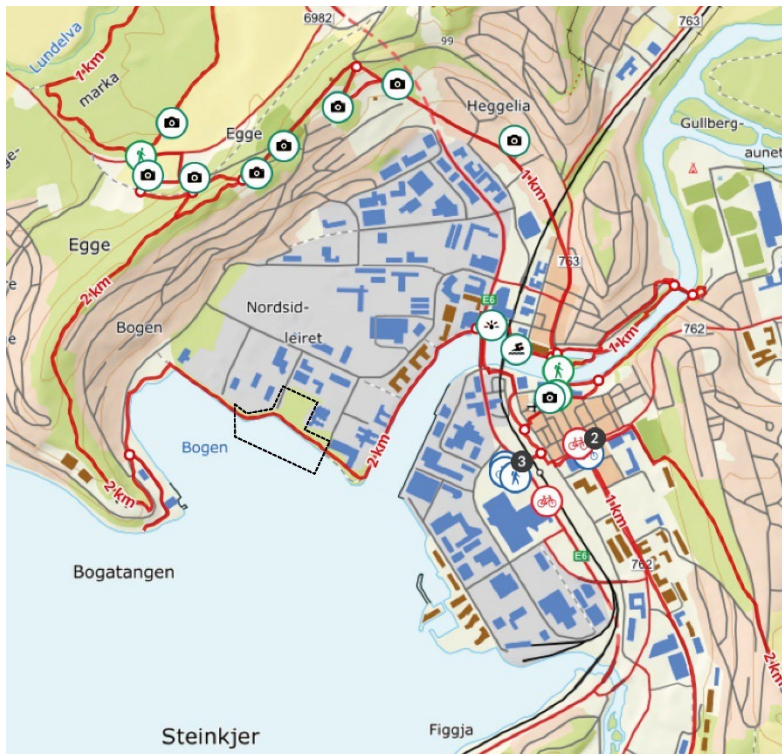 6982
763
Lundelva
1-km
marka
99
Egge
Heggelia
Gullberg-
aunet
1-km
Egge
2-km
763
Nordsid-
leiret
E6
1-km
762
Bogen
2-km
Bogen
2
3
2-km
1-km
E6
762
Bogatangen
2-km
Steinkjer
Figgja